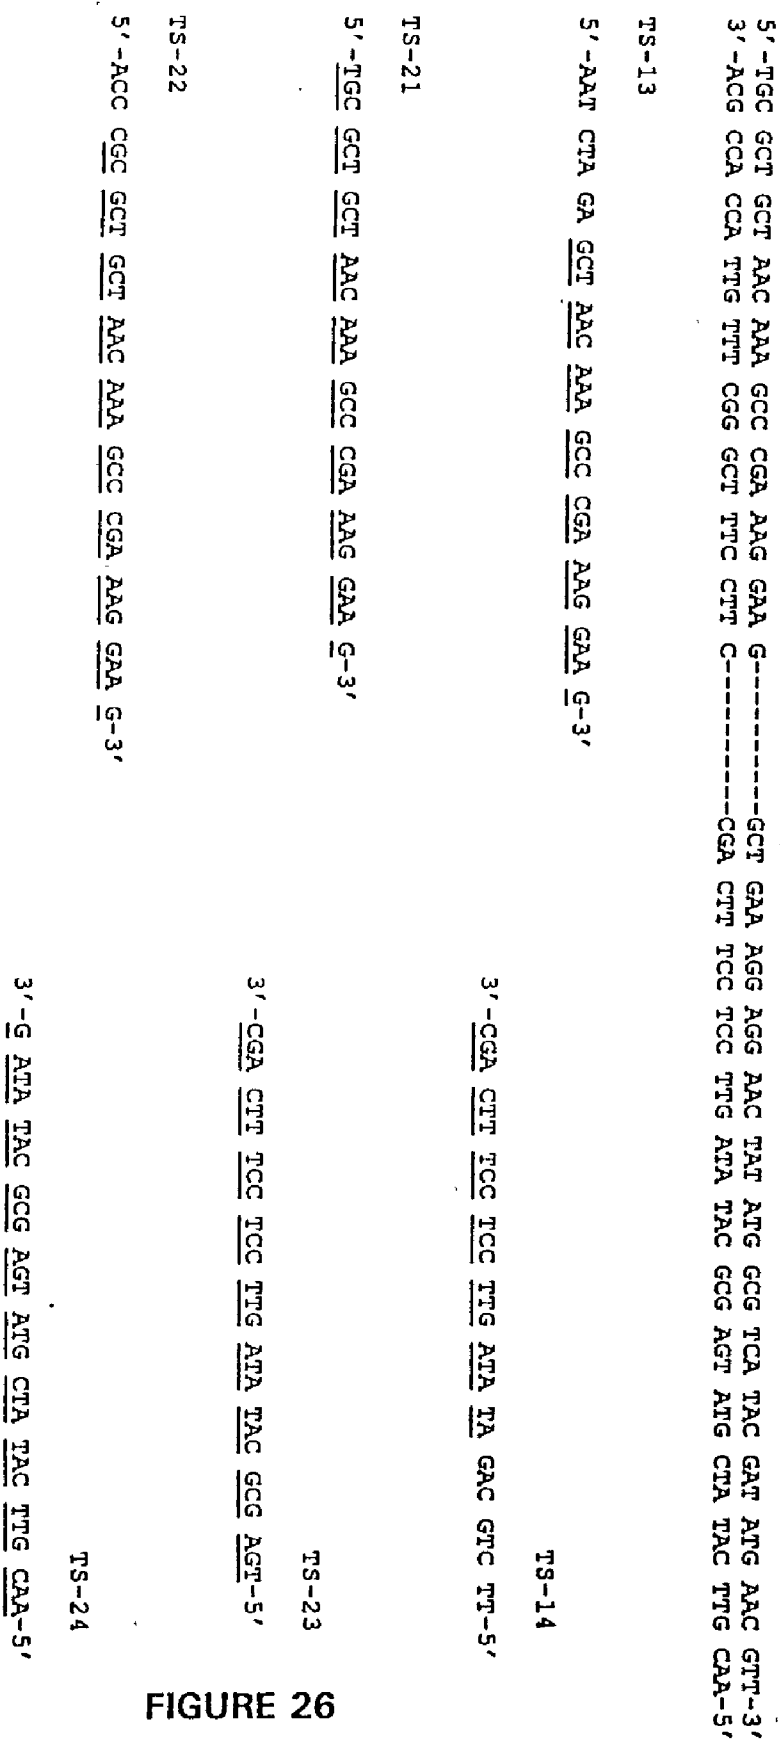 5'-TGC GCT GCT AAC AAA GCC CGA AAG GAA G----------GCT GAA AGG AGG AAC TAT ATG GCG TCA TAC GAT ATG AAC GTT-3'
3'-ACG CCA CCA TTG TTT CGG GCT TTC CTT C----------CGA CTT TCC TCC TTG ATA TAC GCG AGT ATG CTA TAC TTG CAA-5'
TS-13
5'-AAT CTA GA GCT AAC AAA GCC CGA AAG GAA G-3'
TS-14
3'-CGA CTT TCC TCC TTG ATA TA GAC GTC TT-5'
TS-21
5'-TGC GCT GCT AAC AAA GCC CGA AAG GAA G-3'
TS-23
3'-CGA CTT TCC TCC TTG ATA TAC GCG AGT-5'
TS-22
5'-ACC CGC GCT GCT AAC AAA GCC CGA AAG GAA G-3'
TS-24
3'-G ATA TAC GCG AGT ATG CTA TAC TTG CAA-5'
FIGURE 26